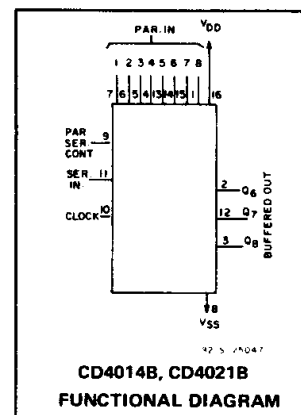 PAR. IN
VDD
1 2 3 4 5 6 7 8
7 6 5 4 13 14 15 1 16
PAR
SER
CONT
9
SER.
IN
11
CLOCK 10
2 Q6
12 Q7
3 Q8
BUFFERED OUT
8
VSS
CD4014B, CD4021B
FUNCTIONAL DIAGRAM